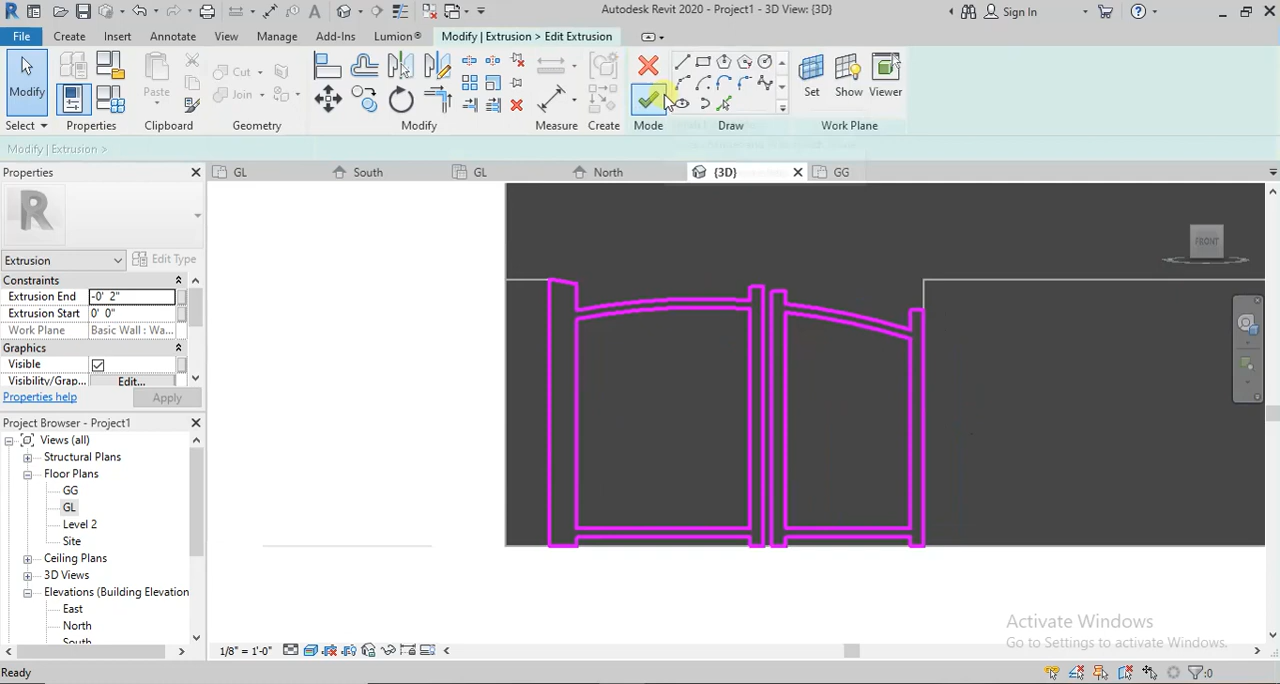 Autodesk Revit 2020 - Project1 - 3D View: {3D}
Sign In
File Create Insert Annotate View Manage Add-Ins Lumion® Modify | Extrusion > Edit Extrusion
Modify
Paste
Cut
Join
Set Show Viewer
Select Properties Clipboard Geometry Modify Measure Create Mode Draw Work Plane
Modify | Extrusion >
Properties
GL South GL North {3D} GG
FRONT
Extrusion Edit Type
Constraints
Extrusion End -0' 2"
Extrusion Start 0' 0"
Work Plane Basic Wall : Wa...
Graphics
Visible
Visibility/Grap... Edit...
Properties help Apply
Project Browser - Project1
Views (all)
Structural Plans
Floor Plans
GG
GL
Level 2
Site
Ceiling Plans
3D Views
Elevations (Building Elevation
East
North
South
Activate Windows
Go to Settings to activate Windows.
1/8" = 1'-0"
Ready
:0